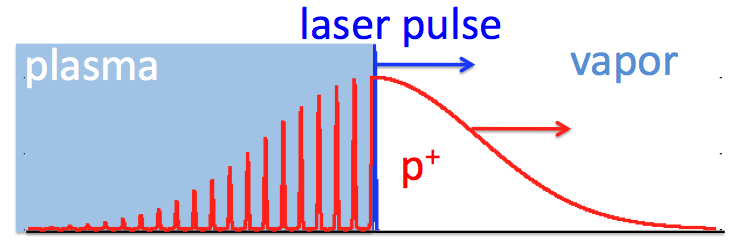 laser pulse
plasma
vapor
p⁺